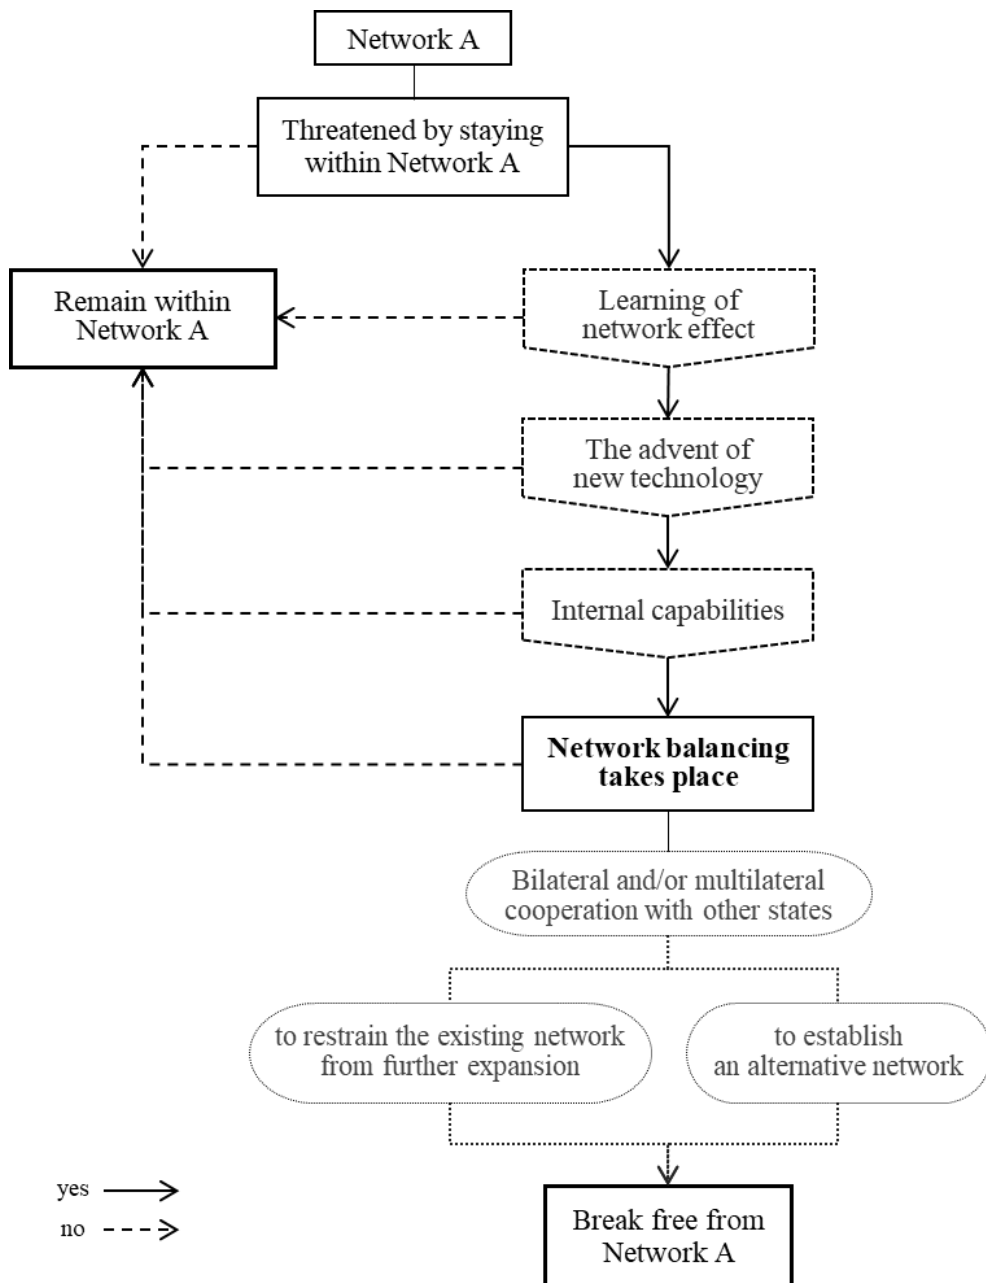 Network A
Threatened by staying
within Network A
Remain within
Network A
Learning of
network effect
The advent of
new technology
Internal capabilities
Network balancing
takes place
Bilateral and/or multilateral
cooperation with other states
to restrain the existing network
from further expansion
to establish
an alternative network
yes
no
Break free from
Network A